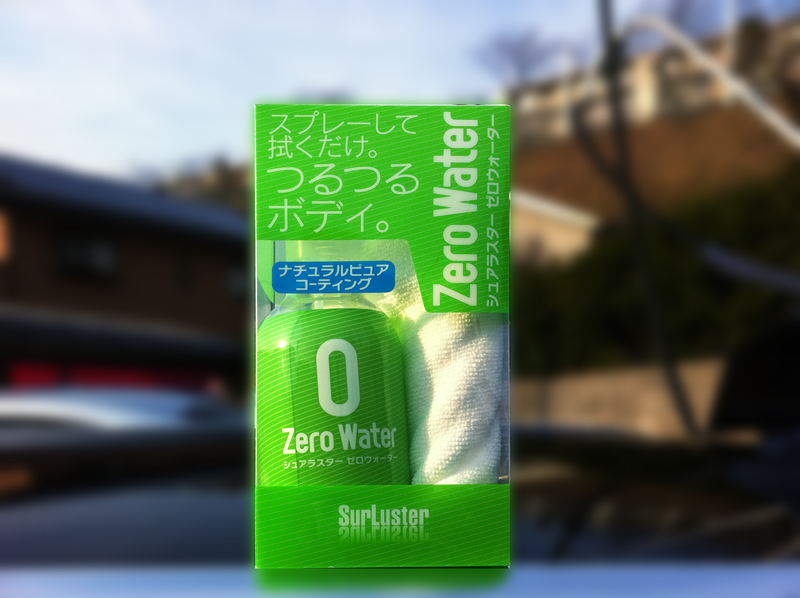 スプレーして
拭くだけ。
つるつる
ボディ。
Zero Water
シュアラスター ゼロウォーター
ナチュラルピュア
コーティング
0
Zero Water
シュアラスター ゼロウォーター
SurLuster